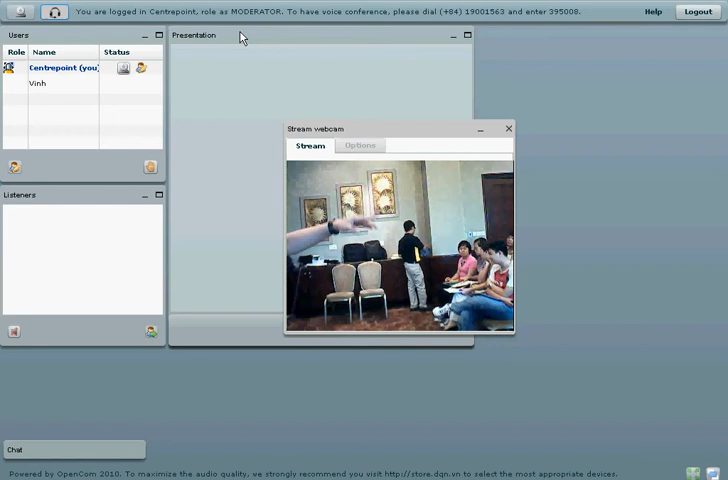 You are logged in Centrepoint, role as MODERATOR. To have voice conference, please dial (+84) 19001563 and enter 395008.
Help
Logout
Users
Role Name Status
Centrepoint (you)
Vinh
Listeners
Presentation
Stream webcam
Stream
Options
Chat
Powered by OpenCom 2010. To maximize the audio quality, we strongly recommend you visit http://store.dqn.vn to select the most appropriate devices.